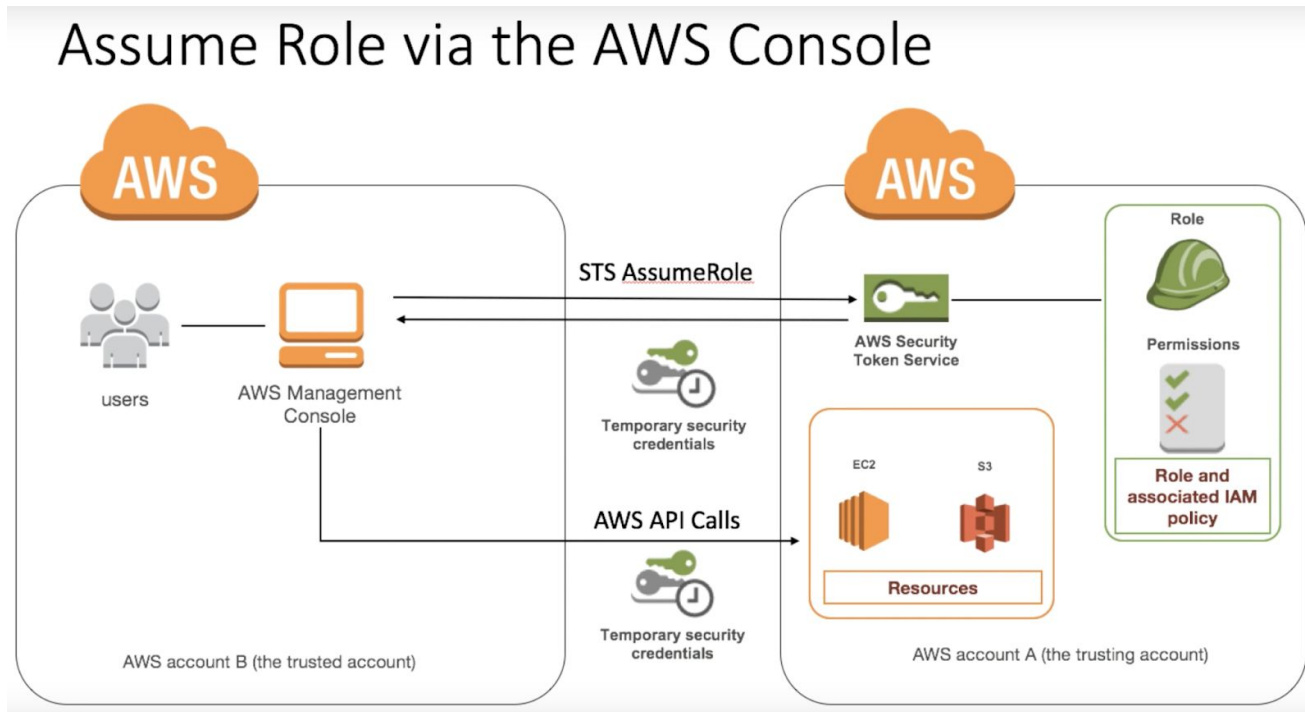 Assume Role via the AWS Console
AWS
AWS
users
AWS Management
Console
STS AssumeRole
Temporary security
credentials
AWS API Calls
Temporary security
credentials
AWS account B (the trusted account)
AWS Security
Token Service
Role
Permissions
Role and
associated IAM
policy
EC2
S3
Resources
AWS account A (the trusting account)